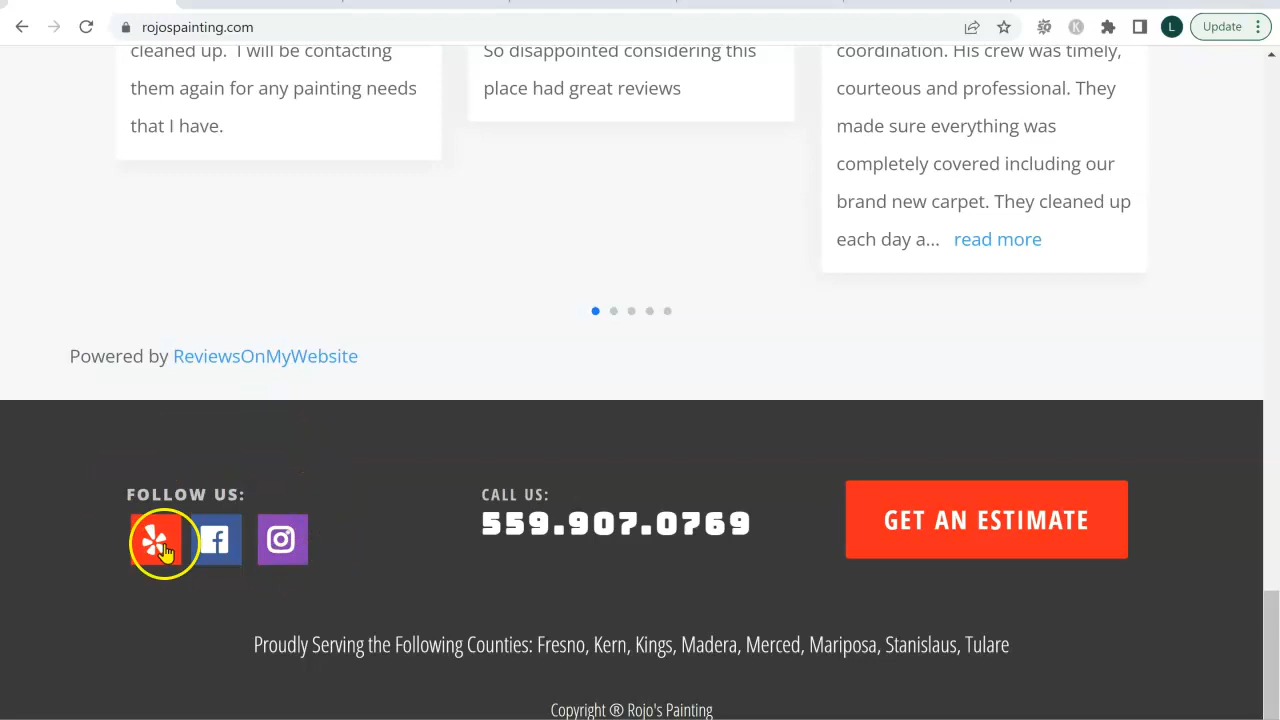 rojospainting.com
K
L
Update
cleaned up. I will be contacting
them again for any painting needs
that I have.
So disappointed considering this
place had great reviews
coordination. His crew was timely,
courteous and professional. They
made sure everything was
completely covered including our
brand new carpet. They cleaned up
each day a... read more
Powered by ReviewsOnMyWebsite
FOLLOW US:
CALL US:
559.907.0769
GET AN ESTIMATE
Proudly Serving the Following Counties: Fresno, Kern, Kings, Madera, Merced, Mariposa, Stanislaus, Tulare
Copyright ® Rojo's Painting